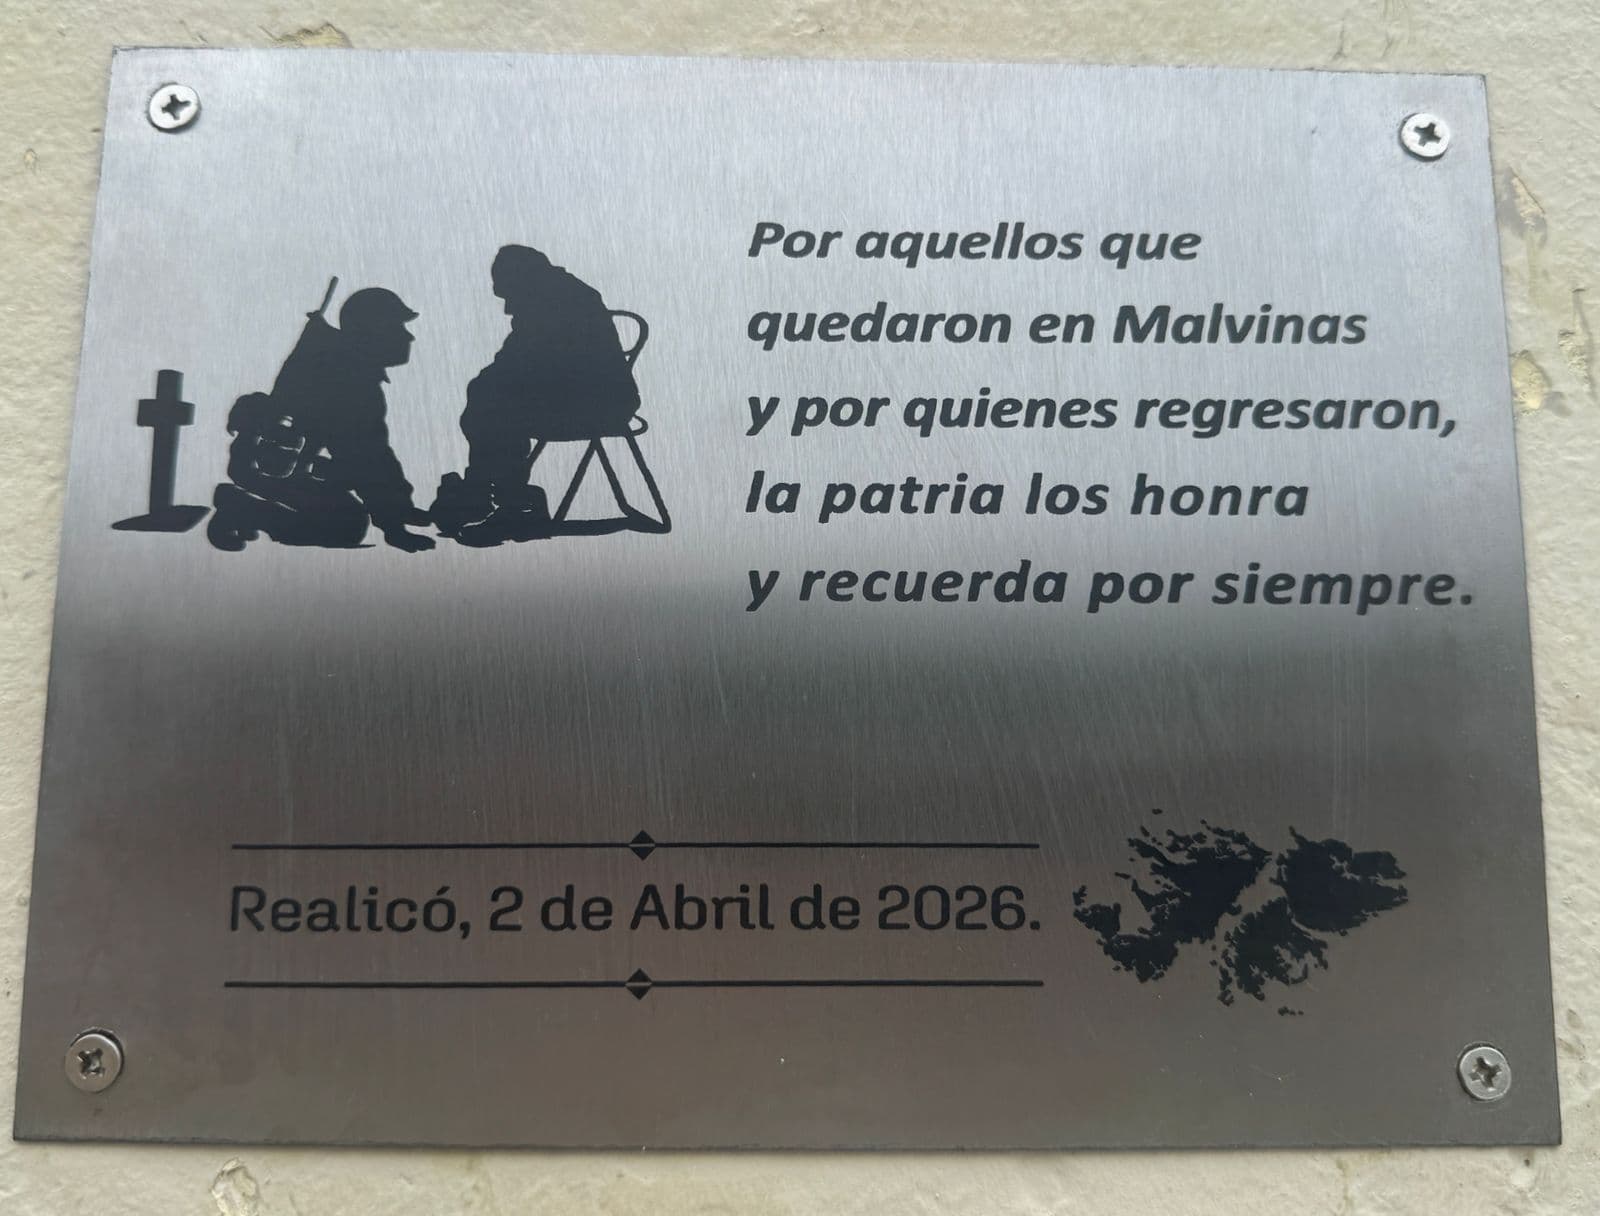 Por aquellos que
quedaron en Malvinas
y por quienes regresaron,
la patria los honra
y recuerda por siempre.
Realicó, 2 de Abril de 2026.